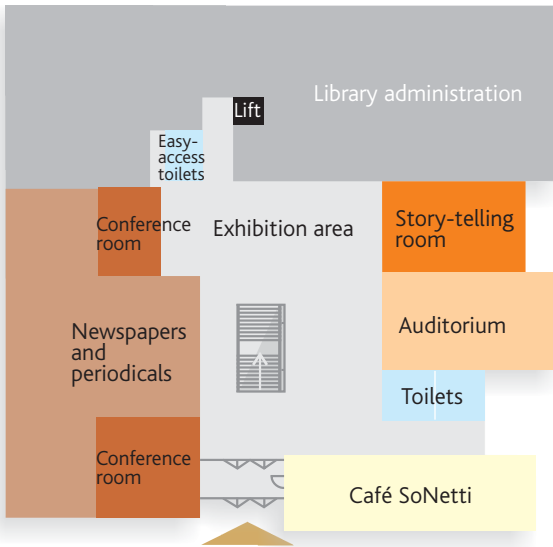 Library administration
Lift
Easy-
access
toilets
Conference
room
Exhibition area
Story-telling
room
Newspapers
and
periodicals
Auditorium
Toilets
Conference
room
Café SoNetti